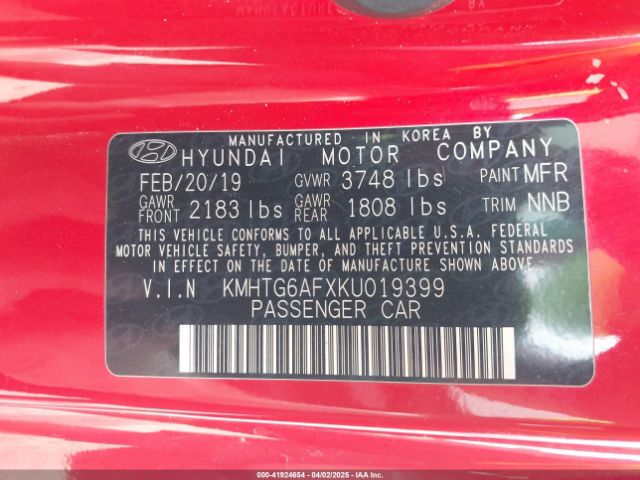 MANUFACTURED IN KOREA BY
HYUNDAI MOTOR COMPANY
FEB/20/19 GVWR 3748 lbs PAINT MFR
GAWR FRONT 2183 lbs GAWR REAR 1808 lbs TRIM NNB
THIS VEHICLE CONFORMS TO ALL APPLICABLE U.S.A. FEDERAL
MOTOR VEHICLE SAFETY, BUMPER, AND THEFT PREVENTION STANDARDS
IN EFFECT ON THE DATE OF MANUFACTURE SHOWN ABOVE.
V.I.N KMHTG6AFXKU019399
PASSENGER CAR
000-41924654 - 04/02/2025 - IAAI.COM